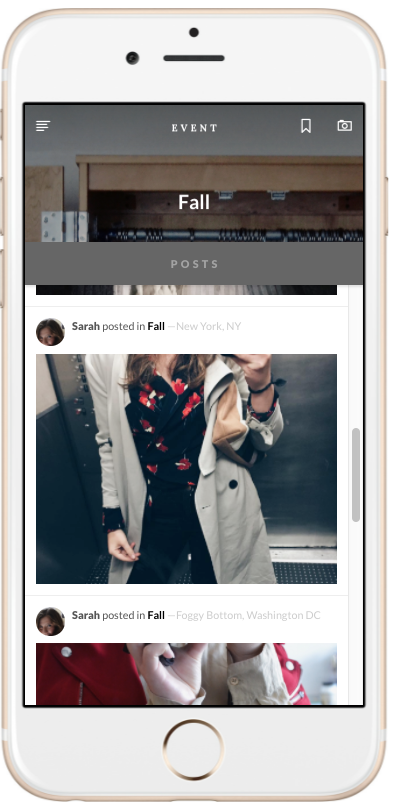 EVENT
Fall
POSTS
Sarah posted in Fall —New York, NY
Sarah posted in Fall —Foggy Bottom, Washington DC